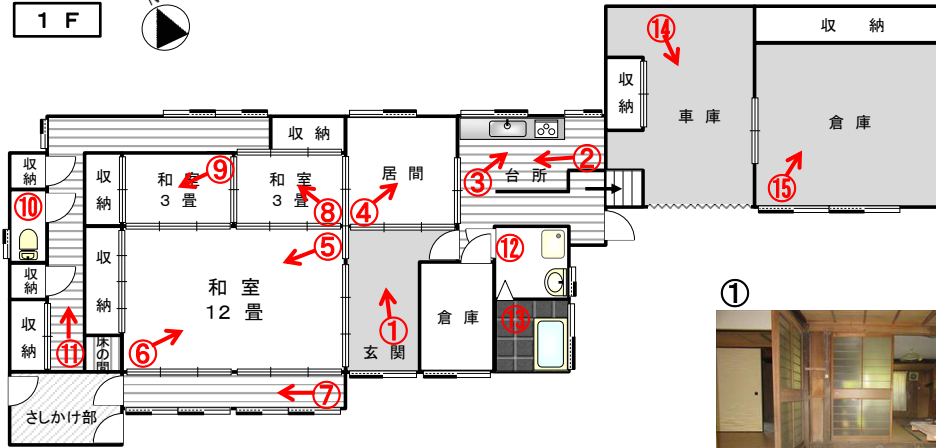 1 F
N
⑭
収 納
収
納
車 庫
倉 庫
⑮
収 納
収
納
収
納
和 室
3 畳
⑨
和 室
3 畳
⑧
居 間
④
③
台 所
②
⑩
収
納
収
納
和 室
12 畳
⑤
⑥
収
納
⑪
床の間
玄 関
①
倉 庫
⑫
⑬
⑦
さしかけ部
①